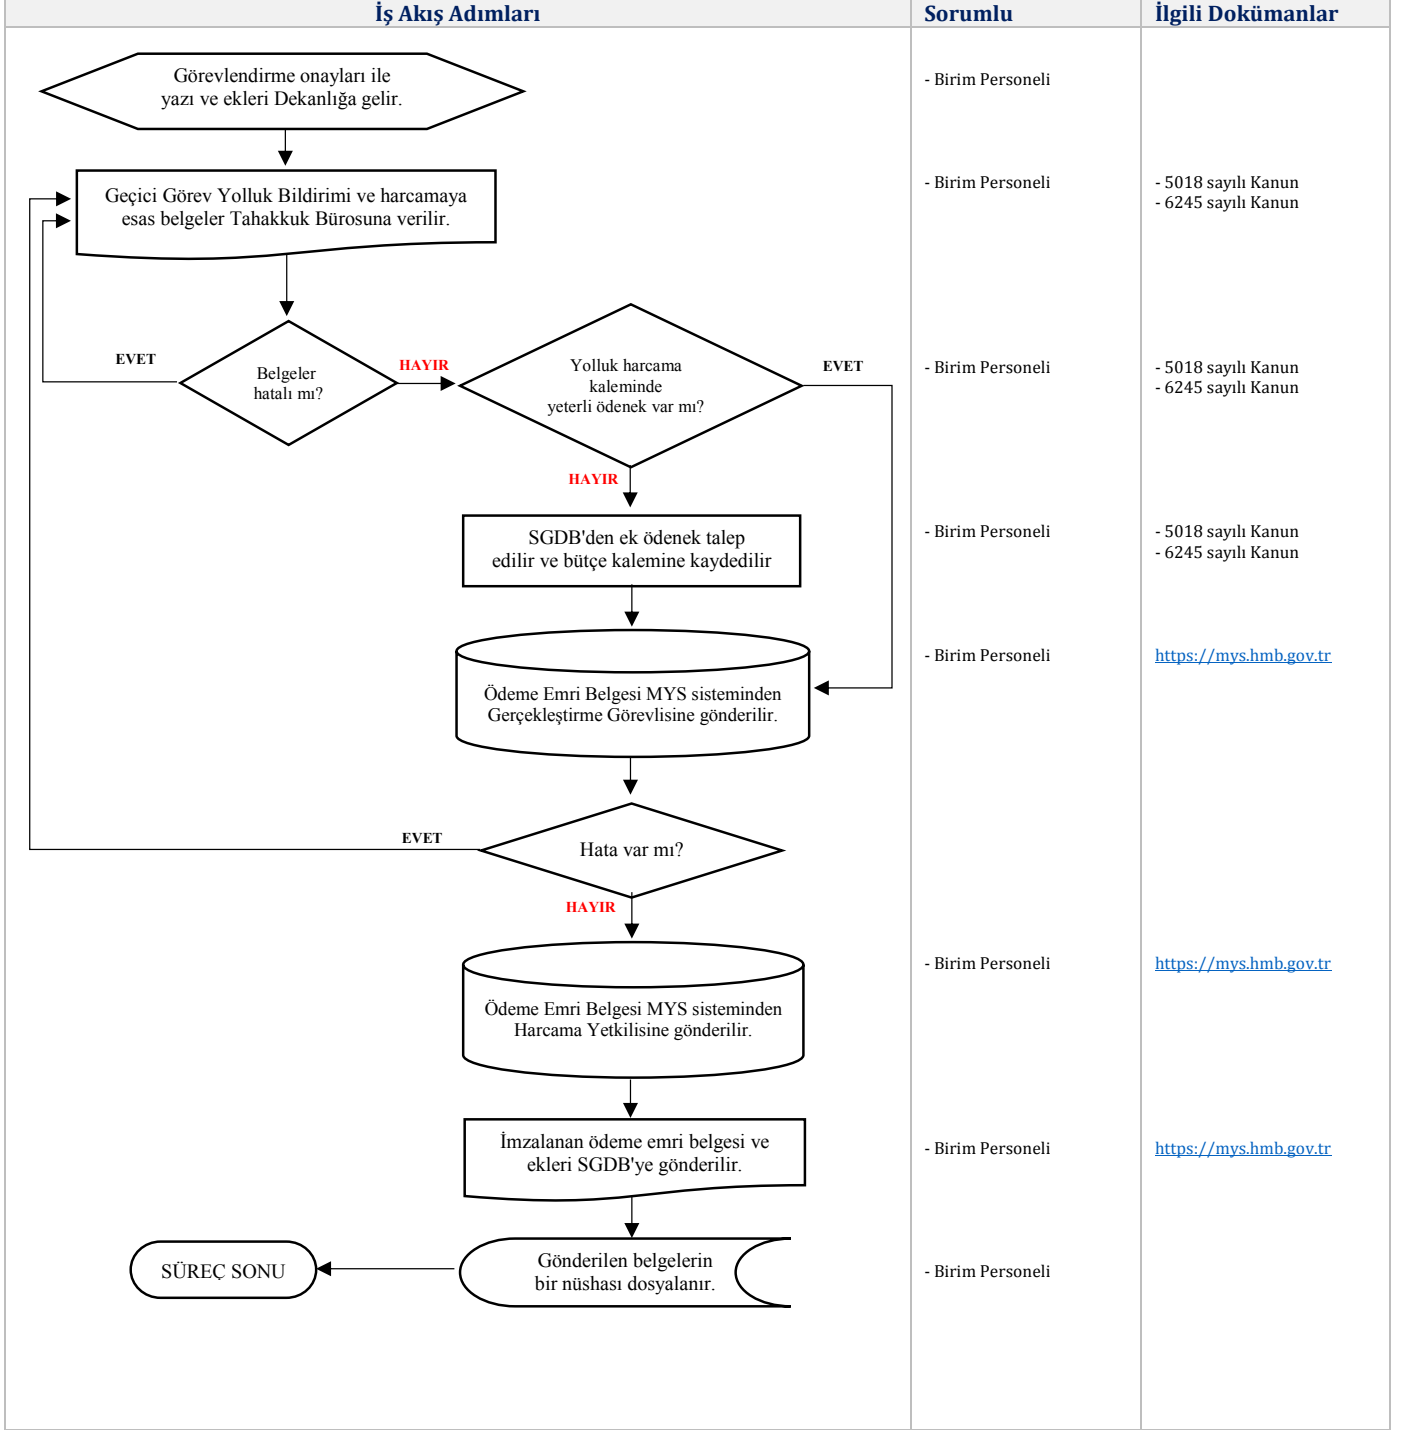 İş Akış Adımları
Sorumlu
İlgili Dokümanlar
Görevlendirme onayları ile
yazı ve ekleri Dekanlığa gelir.
- Birim Personeli
Geçici Görev Yolluk Bildirimi ve harcamaya
esas belgeler Tahakkuk Bürosuna verilir.
- Birim Personeli
- 5018 sayılı Kanun
- 6245 sayılı Kanun
EVET
Belgeler
hatalı mı?
HAYIR
Yolluk harcama
kaleminde
yeterli ödenek var mı?
EVET
- Birim Personeli
- 5018 sayılı Kanun
- 6245 sayılı Kanun
HAYIR
SGDB'den ek ödenek talep
edilir ve bütçe kalemine kaydedilir
- Birim Personeli
- 5018 sayılı Kanun
- 6245 sayılı Kanun
Ödeme Emri Belgesi MYS sisteminden
Gerçekleştirme Görevlisine gönderilir.
- Birim Personeli
https://mys.hmb.gov.tr
EVET
Hata var mı?
HAYIR
Ödeme Emri Belgesi MYS sisteminden
Harcama Yetkilisine gönderilir.
- Birim Personeli
https://mys.hmb.gov.tr
İmzalanan ödeme emri belgesi ve
ekleri SGDB'ye gönderilir.
- Birim Personeli
https://mys.hmb.gov.tr
Gönderilen belgelerin
bir nüshası dosyalanır.
- Birim Personeli
SÜREÇ SONU